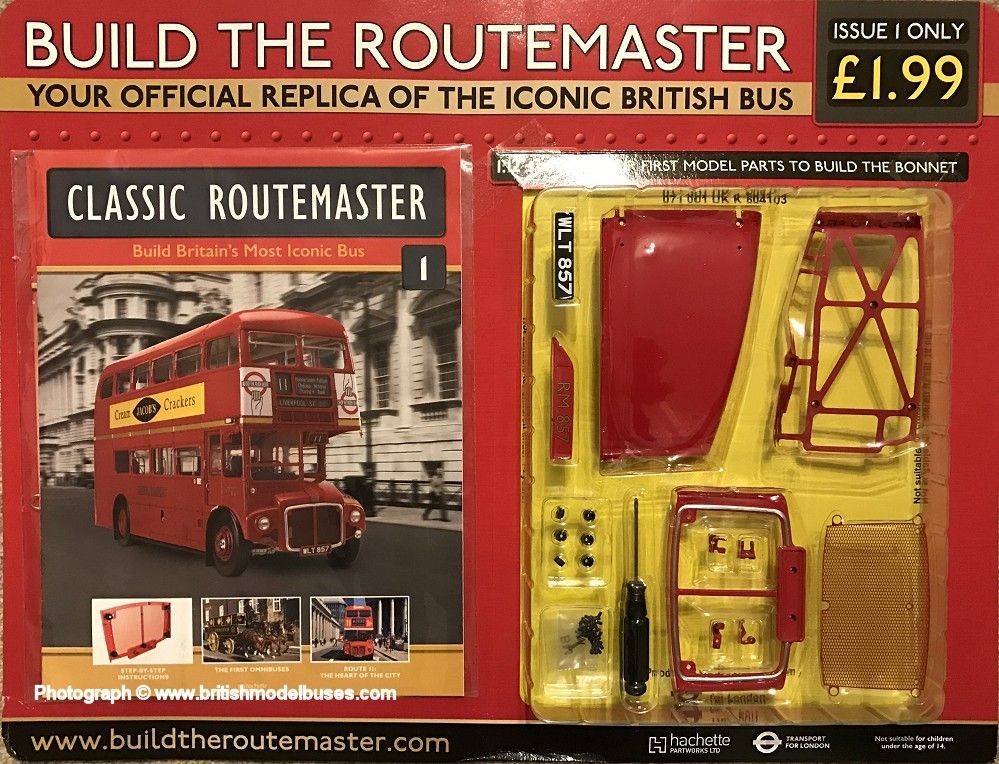 BUILD THE ROUTEMASTER
ISSUE 1 ONLY
£1.99
YOUR OFFICIAL REPLICA OF THE ICONIC BRITISH BUS
FIRST MODEL PARTS TO BUILD THE BONNET
CLASSIC ROUTEMASTER
Build Britain's Most Iconic Bus
1
WLT 857
RM 857
Cream JACOB'S Crackers
11
LIVERPOOL ST
11
WLT 857
Not suitable
STEP-BY-STEP
INSTRUCTIONS
THE FIRST OMNIBUSES
ROUTE 11:
THE HEART OF THE CITY
Photograph © www.britishmodelbuses.com
www.buildtheroutemaster.com
H hachette
PARTWORKS LTD
TRANSPORT
FOR LONDON
Not suitable for children
under the age of 14.